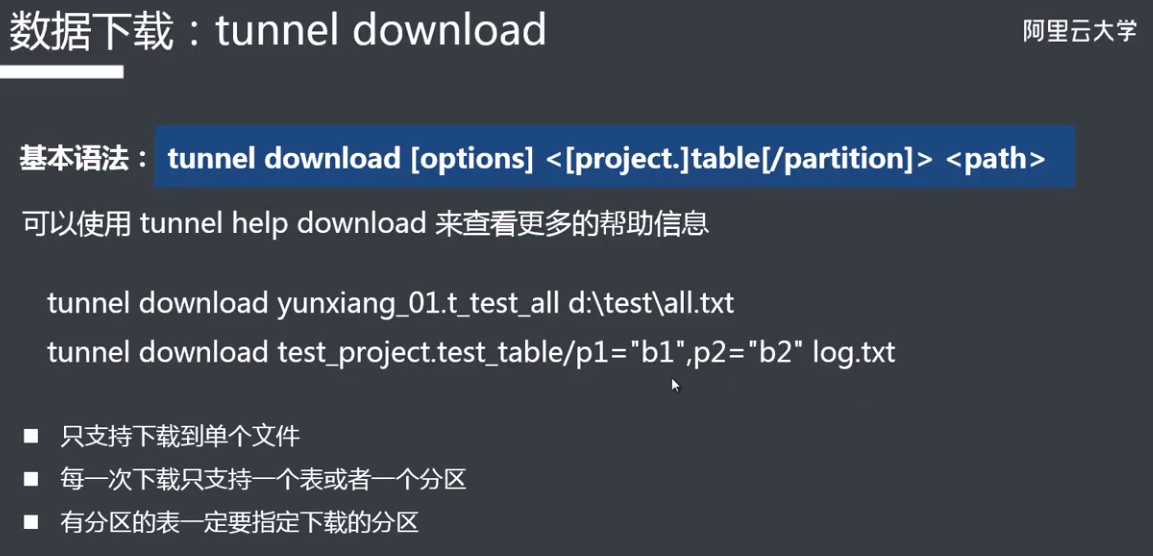 数据下载：tunnel download
阿里云大学
基本语法： tunnel download [options] <[project.]table[/partition]> <path>
可以使用 tunnel help download 来查看更多的帮助信息
tunnel download yunxiang_01.t_test_all d:\test\all.txt
tunnel download test_project.test_table/p1="b1",p2="b2" log.txt
■ 只支持下载到单个文件
■ 每一次下载只支持一个表或者一个分区
■ 有分区的表一定要指定下载的分区